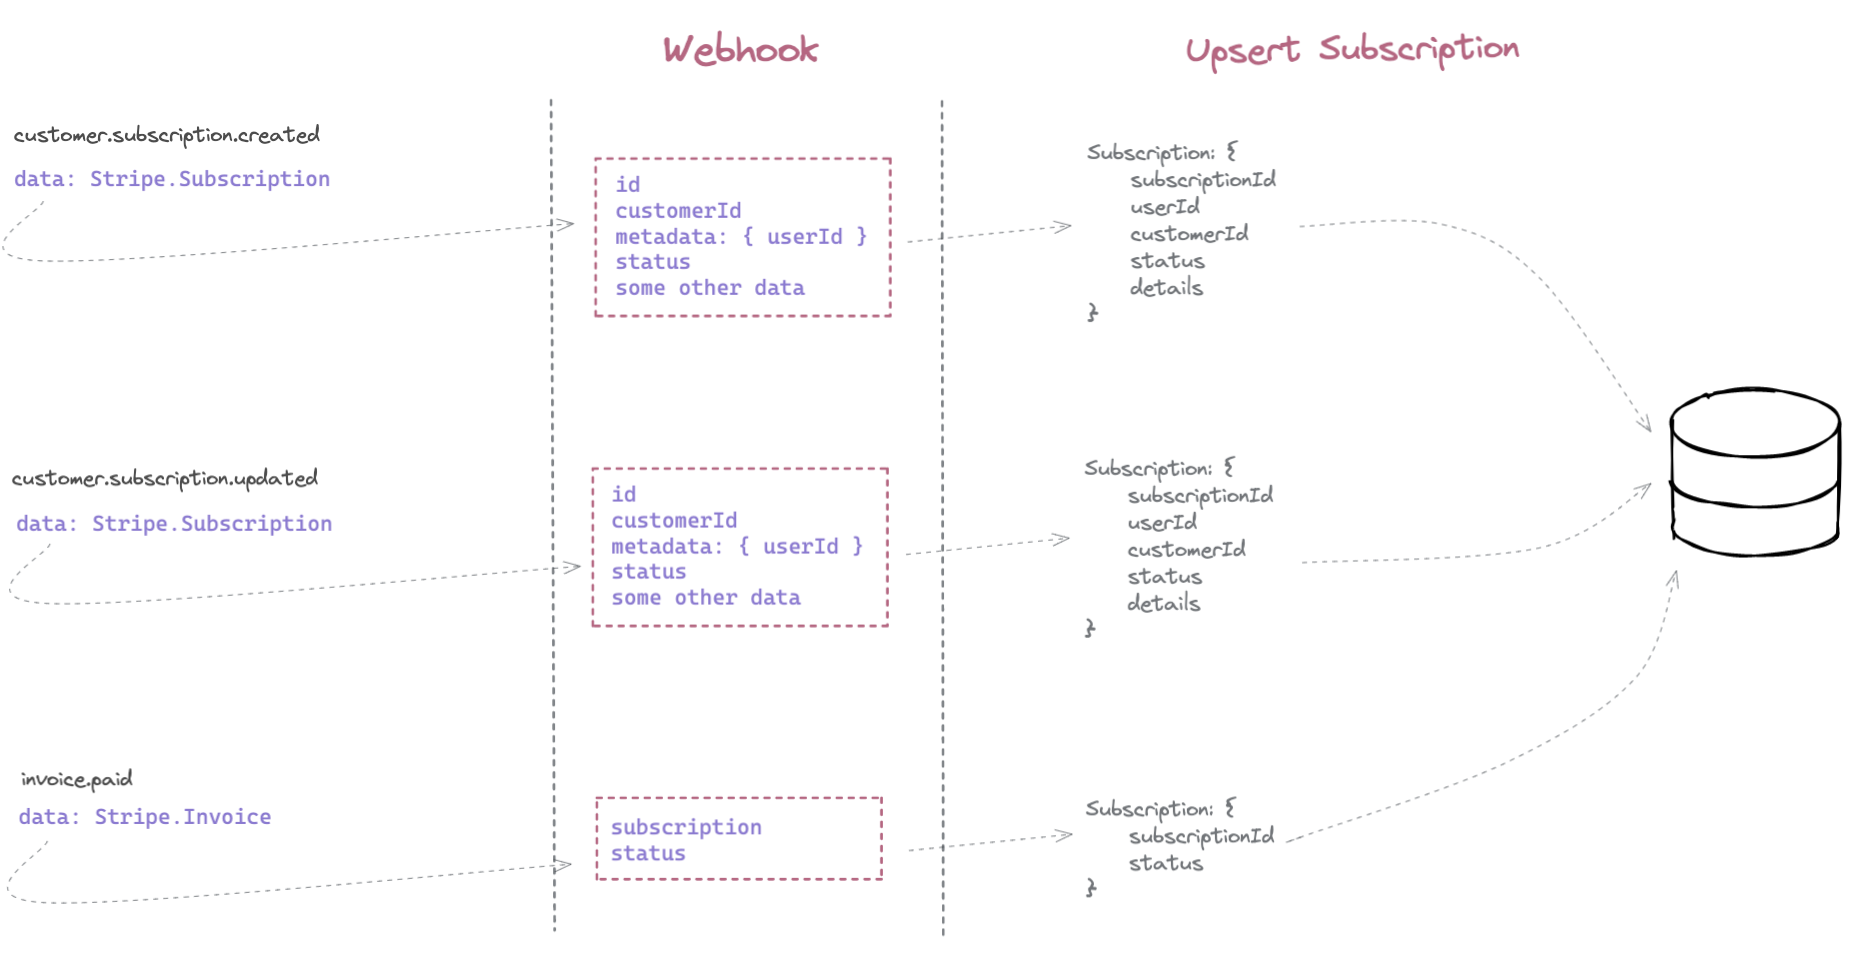 Webhook
Upsert Subscription
customer.subscription.created
data: Stripe.Subscription
id
customerId
metadata: { userId }
status
some other data
Subscription: {
subscriptionId
userId
customerId
status
details
}
customer.subscription.updated
data: Stripe.Subscription
id
customerId
metadata: { userId }
status
some other data
Subscription: {
subscriptionId
userId
customerId
status
details
}
invoice.paid
data: Stripe.Invoice
subscription
status
Subscription: {
subscriptionId
status
}